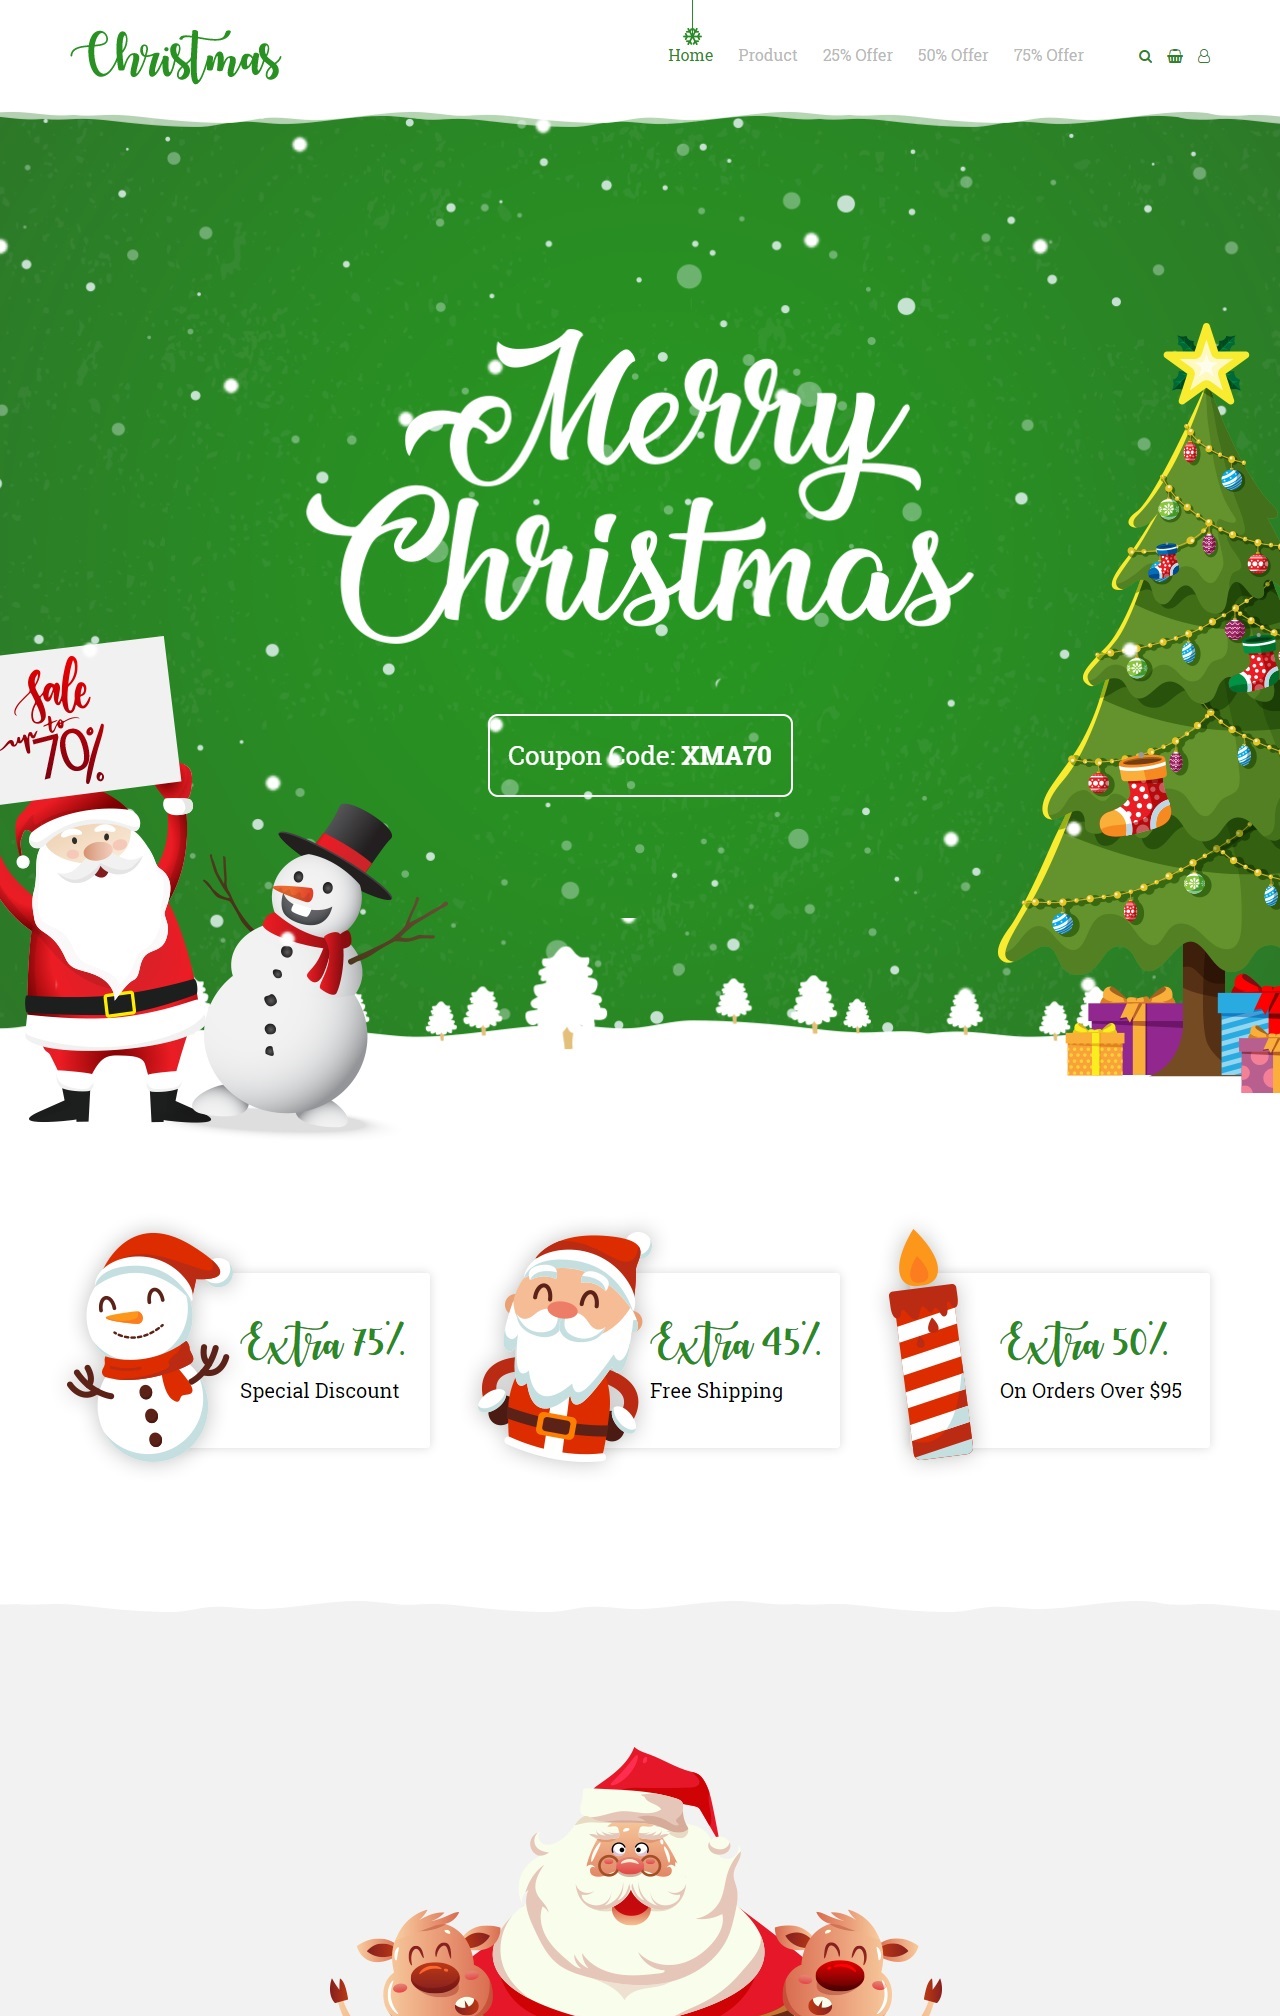 Christmas
Home Product 25% Offer 50% Offer 75% Offer
Merry
Christmas
Sale
up to
70%
Coupon Code: XMA70
Extra 75%
Special Discount
Extra 45%
Free Shipping
Extra 50%
On Orders Over $95